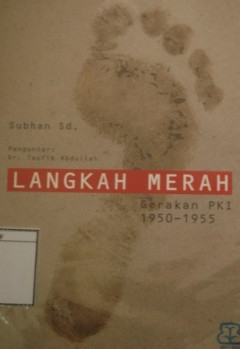 Subhan Sd.
Pengantar:
Dr. Taufik Abdullah
LANGKAH MERAH
Gerakan PKI
1950-1955